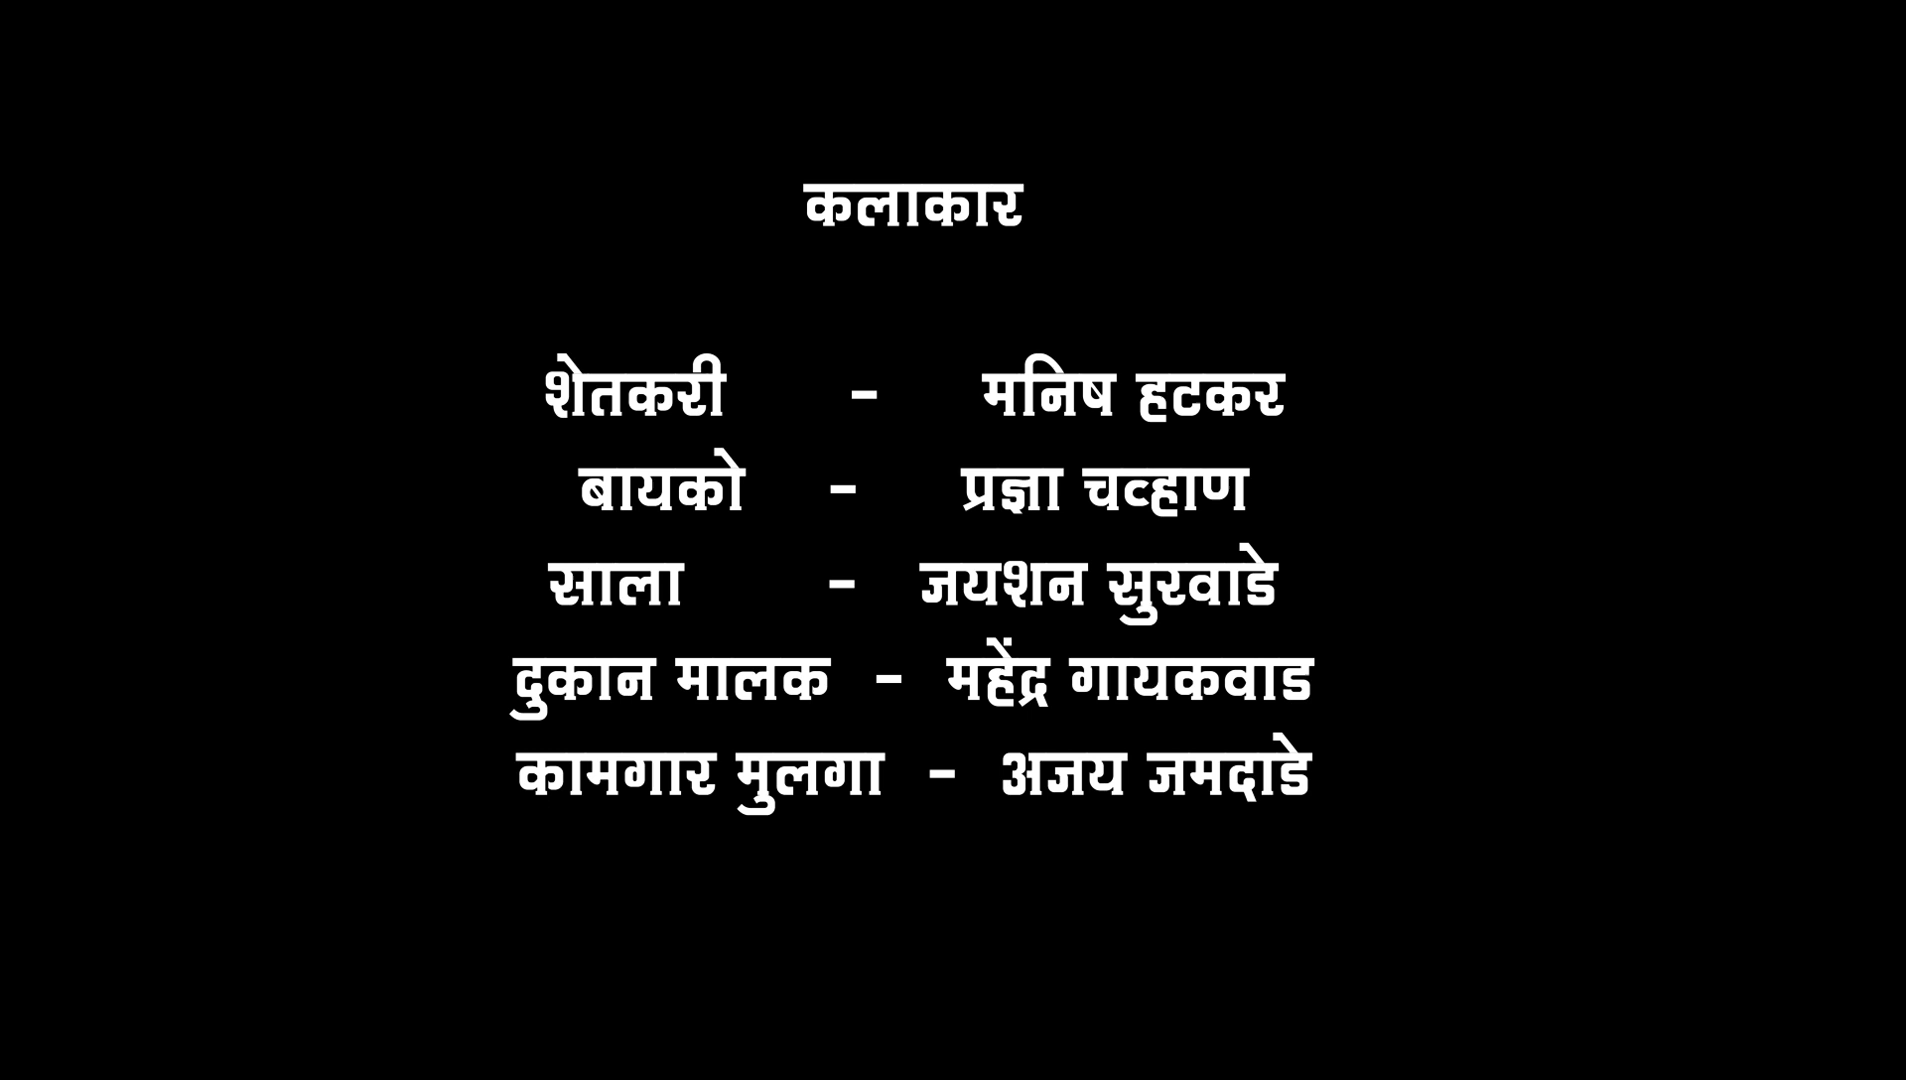 कलाकार
शेतकरी - मनिष हटकर
बायको - प्रज्ञा चव्हाण
साला - जयशन सुरवाडे
दुकान मालक - महेंद्र गायकवाड
कामगार मुलगा - अजय जमदाडे